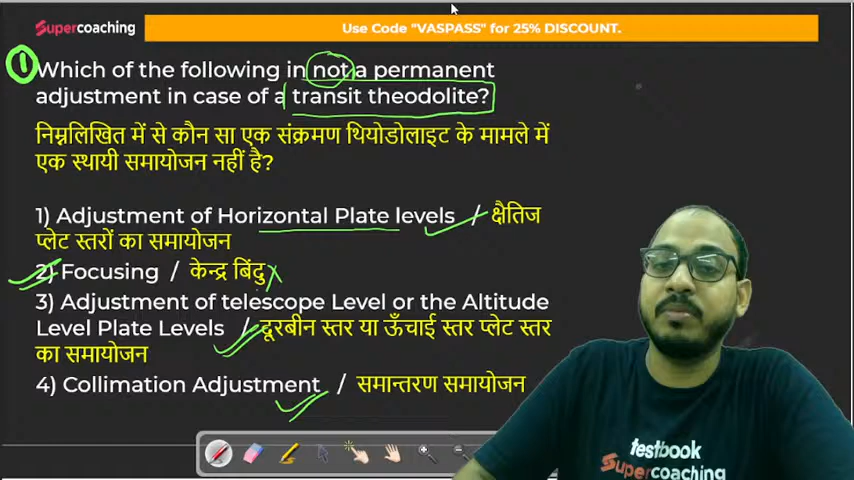 Supercoaching
Use Code "VASPASS" for 25% DISCOUNT.
1
Which of the following in not a permanent
adjustment in case of a transit theodolite?
निम्नलिखित में से कौन सा एक संक्रमण थियोडोलाइट के मामले में
एक स्थायी समायोजन नहीं है?
1) Adjustment of Horizontal Plate levels / क्षैतिज
प्लेट स्तरों का समायोजन
2) Focusing / केन्द्र बिंदु
3) Adjustment of telescope Level or the Altitude
Level Plate Levels / दूरबीन स्तर या ऊँचाई स्तर प्लेट स्तर
का समायोजन
4) Collimation Adjustment / समान्तरण समायोजन
testbook
Supercoaching